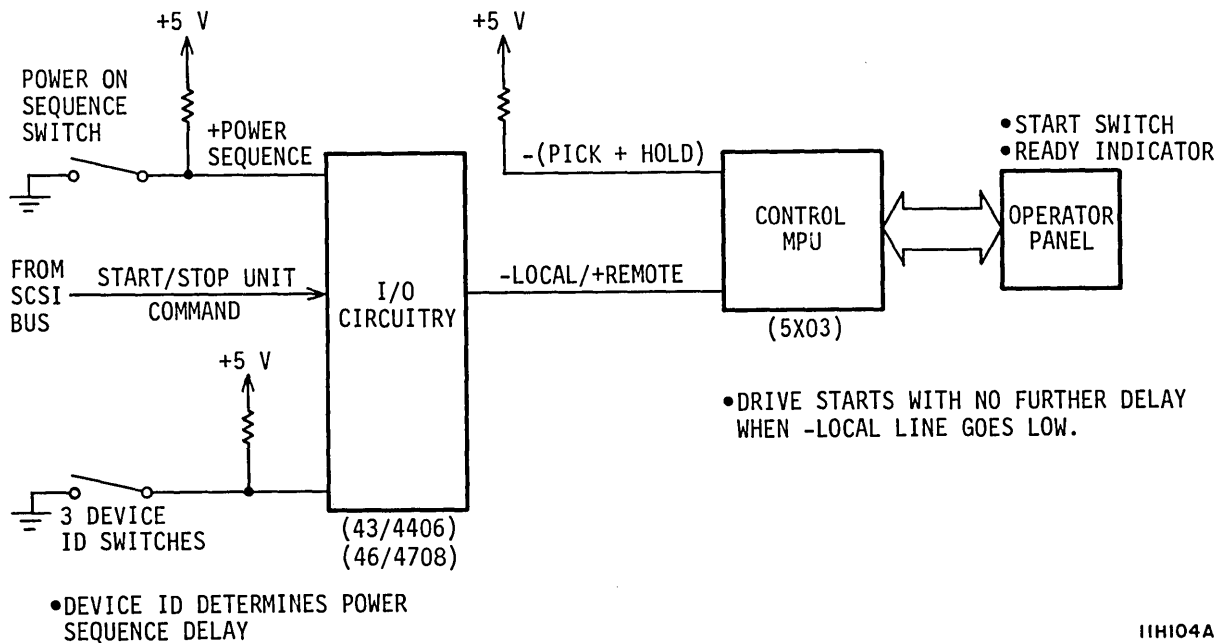 +5 V
POWER ON
SEQUENCE
SWITCH
+POWER
SEQUENCE
+5 V
-(PICK + HOLD)
•START SWITCH
•READY INDICATOR
CONTROL
MPU
OPERATOR
PANEL
FROM
SCSI
BUS
START/STOP UNIT
COMMAND
I/O
CIRCUITRY
-LOCAL/+REMOTE
(5X03)
+5 V
•DRIVE STARTS WITH NO FURTHER DELAY
WHEN -LOCAL LINE GOES LOW.
3 DEVICE
ID SWITCHES
(43/4406)
(46/4708)
•DEVICE ID DETERMINES POWER
SEQUENCE DELAY
11H104A